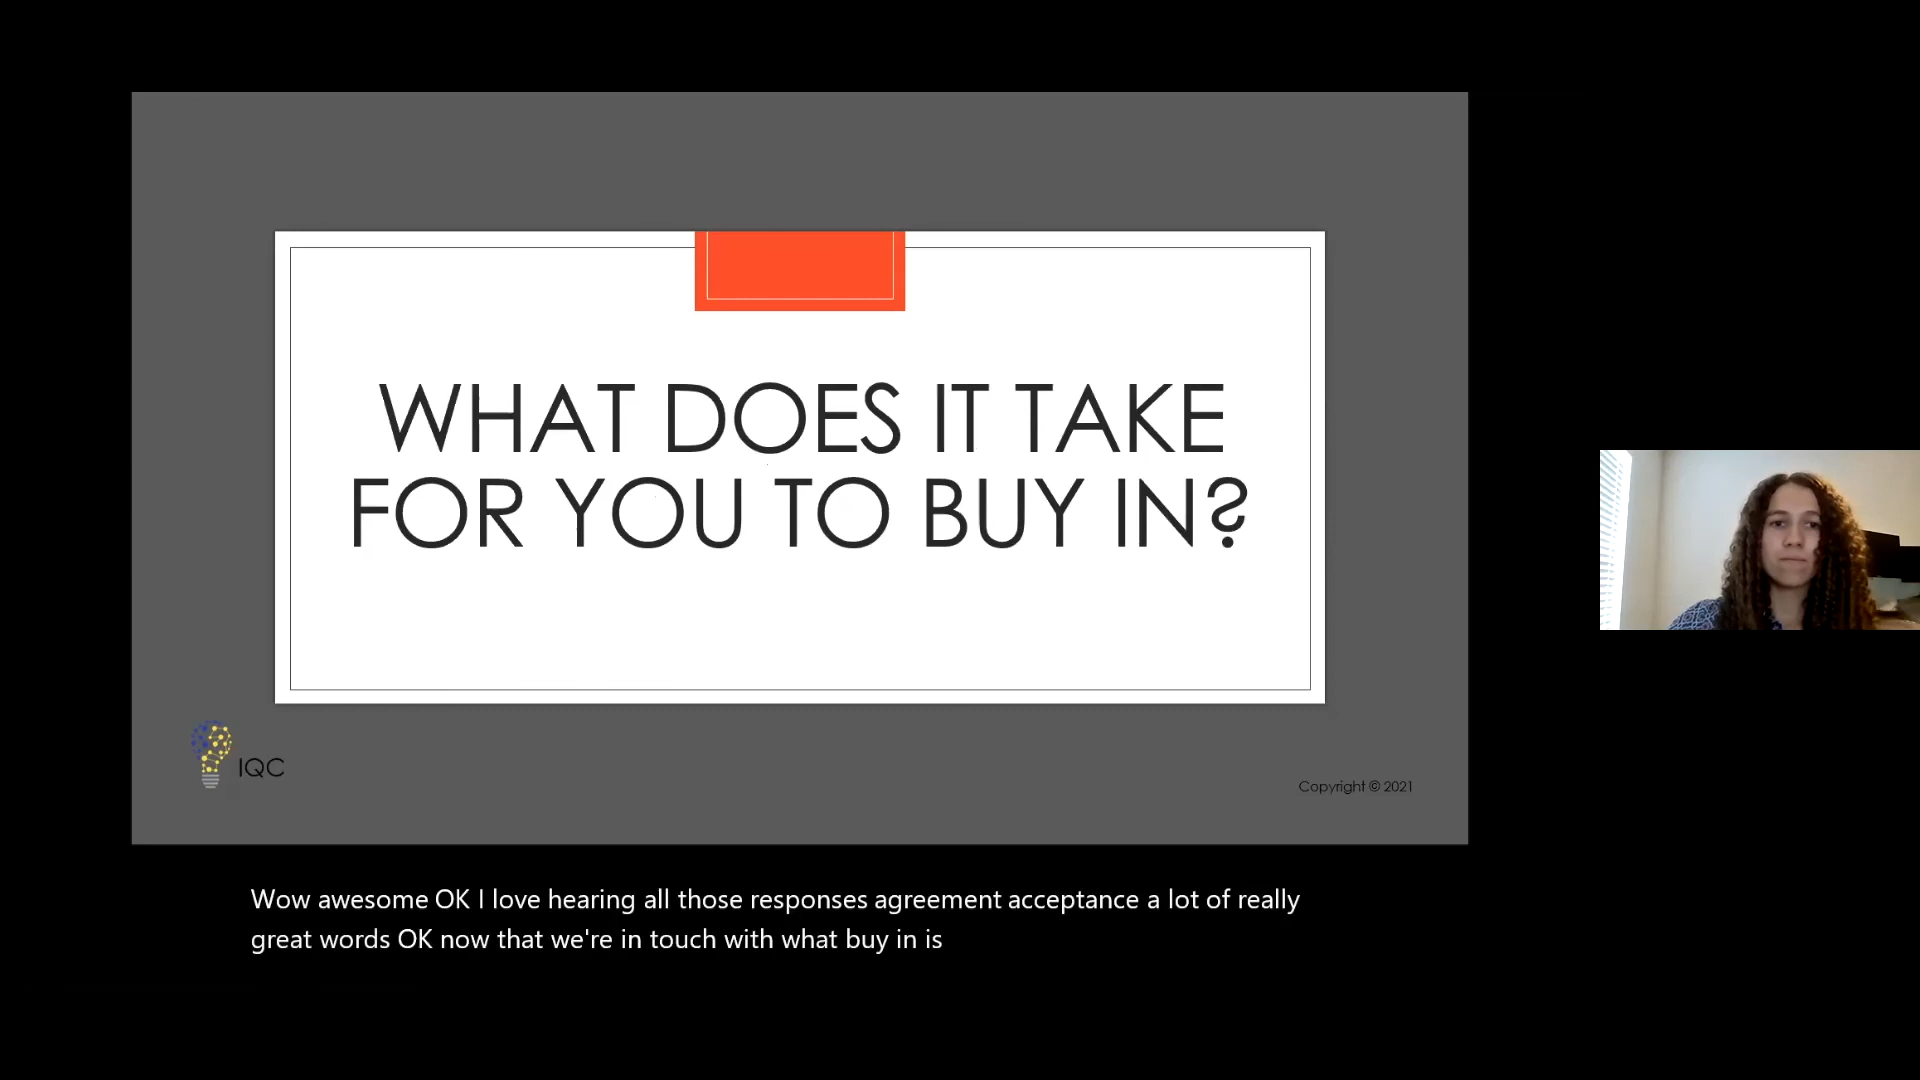 WHAT DOES IT TAKE
FOR YOU TO BUY IN?
IQC
Copyright © 2021
Wow awesome OK I love hearing all those responses agreement acceptance a lot of really
great words OK now that we're in touch with what buy in is